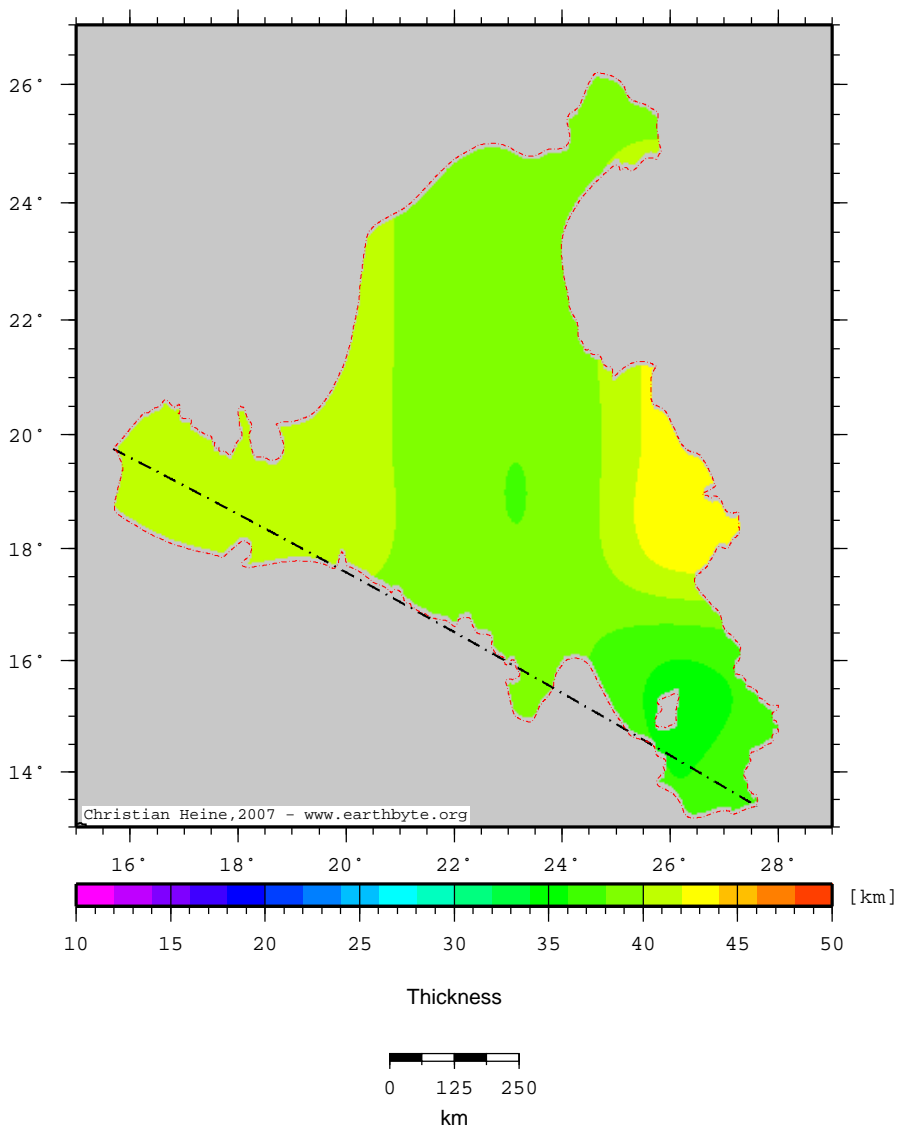 26°
24°
22°
20°
18°
16°
14°
Christian Heine,2007 - www.earthbyte.org
16° 18° 20° 22° 24° 26° 28°
[km]
10 15 20 25 30 35 40 45 50
Thickness
0 125 250
km